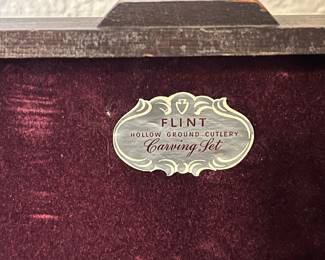 FLINT
HOLLOW GROUND CUTLERY
Carving Set